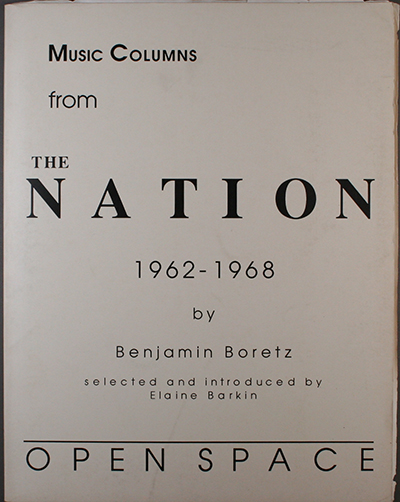 MUSIC COLUMNS
from
THE
NATION
1962-1968
by
Benjamin Boretz
selected and introduced by
Elaine Barkin
OPEN SPACE